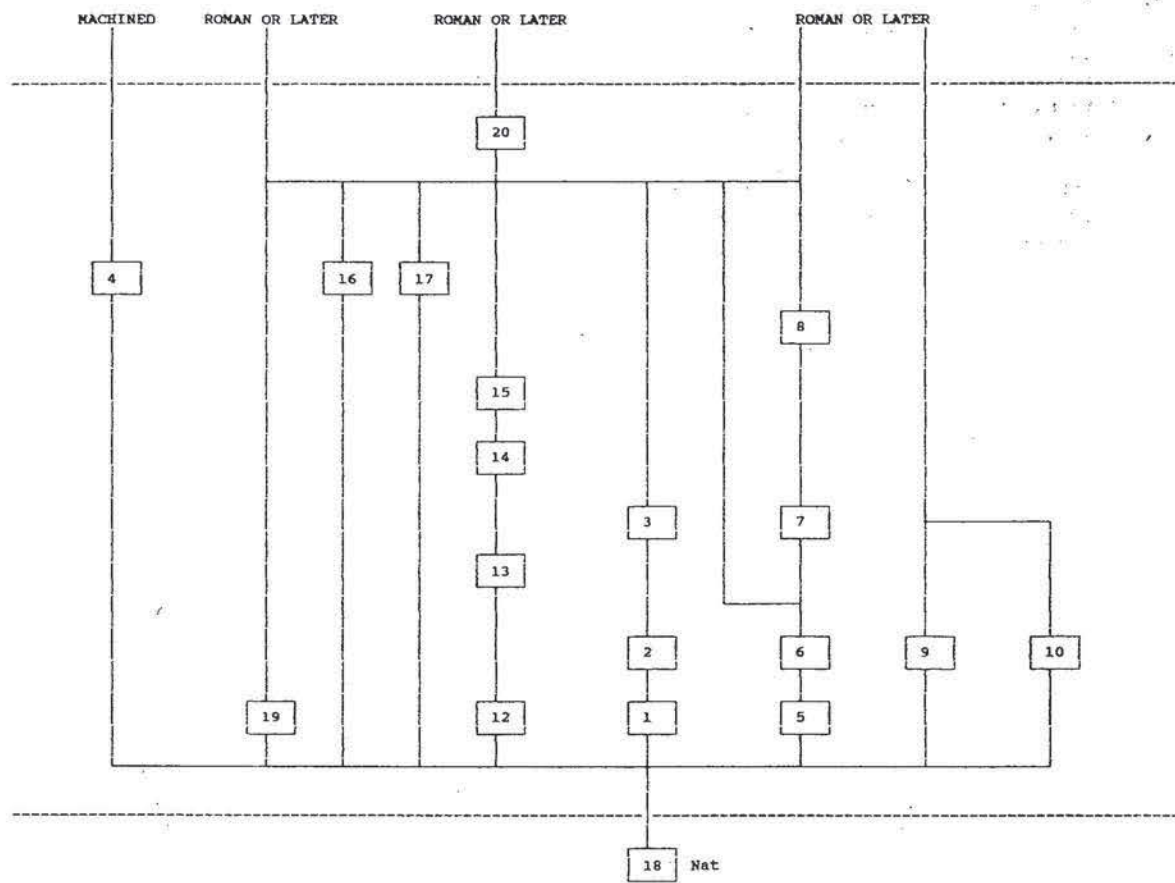 MACHINED ROMAN OR LATER ROMAN OR LATER ROMAN OR LATER
20
4 16 17
8
15
14
3 7
13
2 6 9 10
19 12 1 5
18 Nat